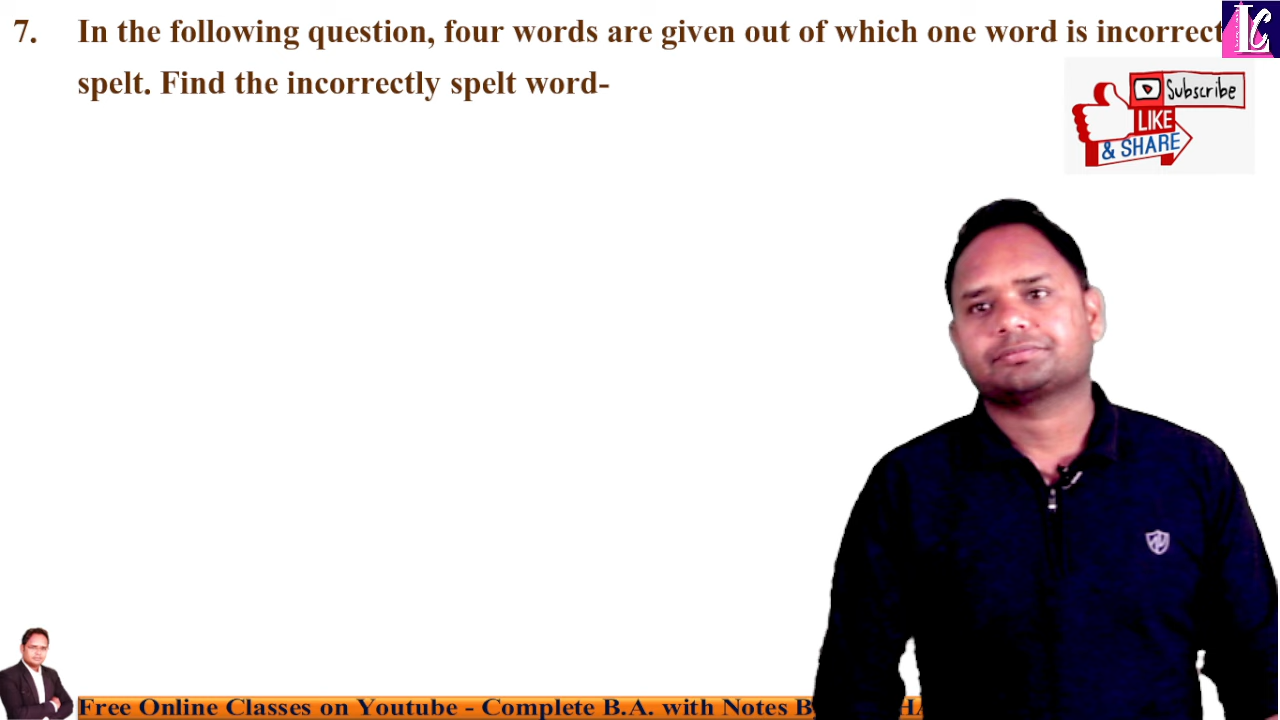 7. In the following question, four words are given out of which one word is incorrect
spelt. Find the incorrectly spelt word-
LC
Subscribe
LIKE
& SHARE
Free Online Classes on Youtube - Complete B.A. with Notes